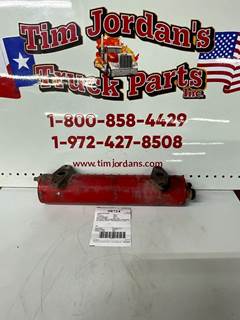 Tim Jordan's
Truck Parts
Inc.
1-800-858-4429
1-972-427-8508
www.timjordans.com